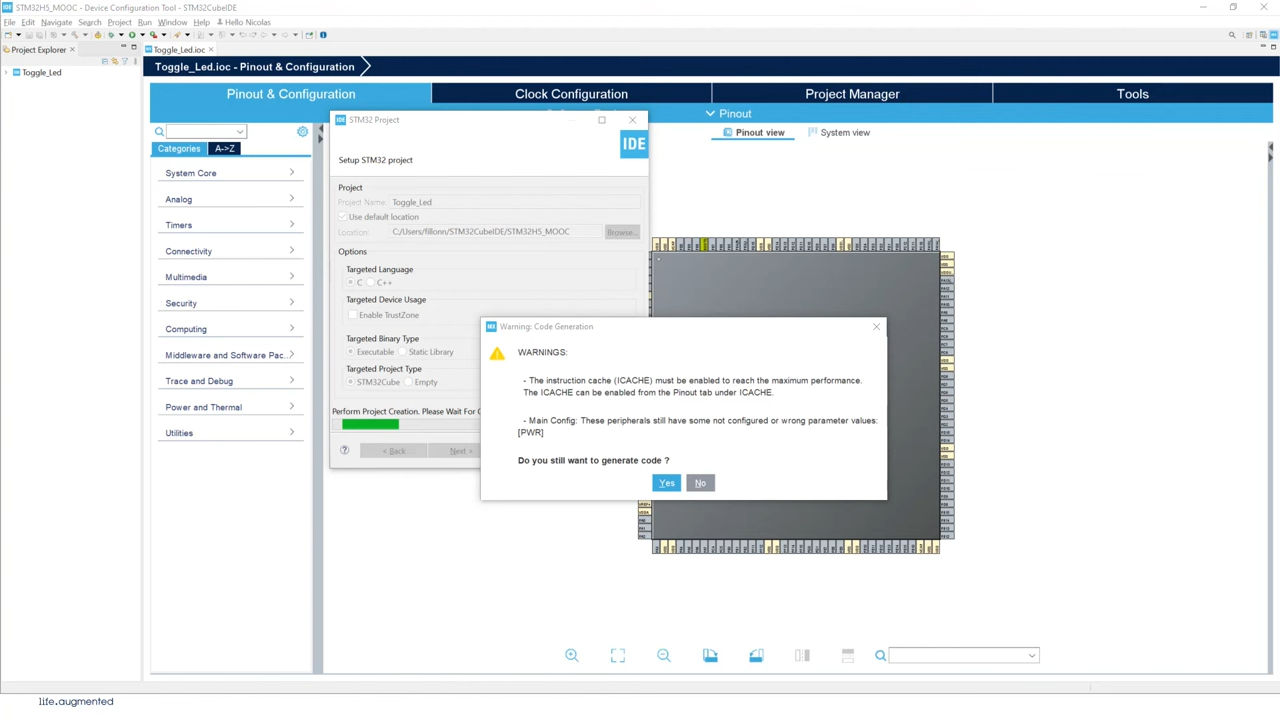 STM32H5_MOOC - Device Configuration Tool - STM32CubeIDE
File Edit Navigate Search Project Run Window Help Hello Nicolas
Project Explorer
Toggle_Led.ioc
Toggle_Led
Toggle_Led.ioc - Pinout & Configuration
Pinout & Configuration
Clock Configuration
Project Manager
Tools
Pinout
Pinout view
System view
Categories
A->Z
System Core
Analog
Timers
Connectivity
Multimedia
Security
Computing
Middleware and Software Pac...
Trace and Debug
Power and Thermal
Utilities
IDE STM32 Project
IDE
Setup STM32 project
Project
Project Name: Toggle_Led
Use default location
Location: C:/Users/fillonn/STM32CubeIDE/STM32H5_MOOC Browse...
Options
Targeted Language
C C++
Targeted Device Usage
Enable TrustZone
Targeted Binary Type
Executable Static Library
Targeted Project Type
STM32Cube Empty
Perform Project Creation. Please Wait For
? < Back Next >
Warning: Code Generation
WARNINGS:
- The instruction cache (ICACHE) must be enabled to reach the maximum performance.
The ICACHE can be enabled from the Pinout tab under ICACHE.
- Main Config: These peripherals still have some not configured or wrong parameter values:
[PWR]
Do you still want to generate code ?
Yes No
life.augmented